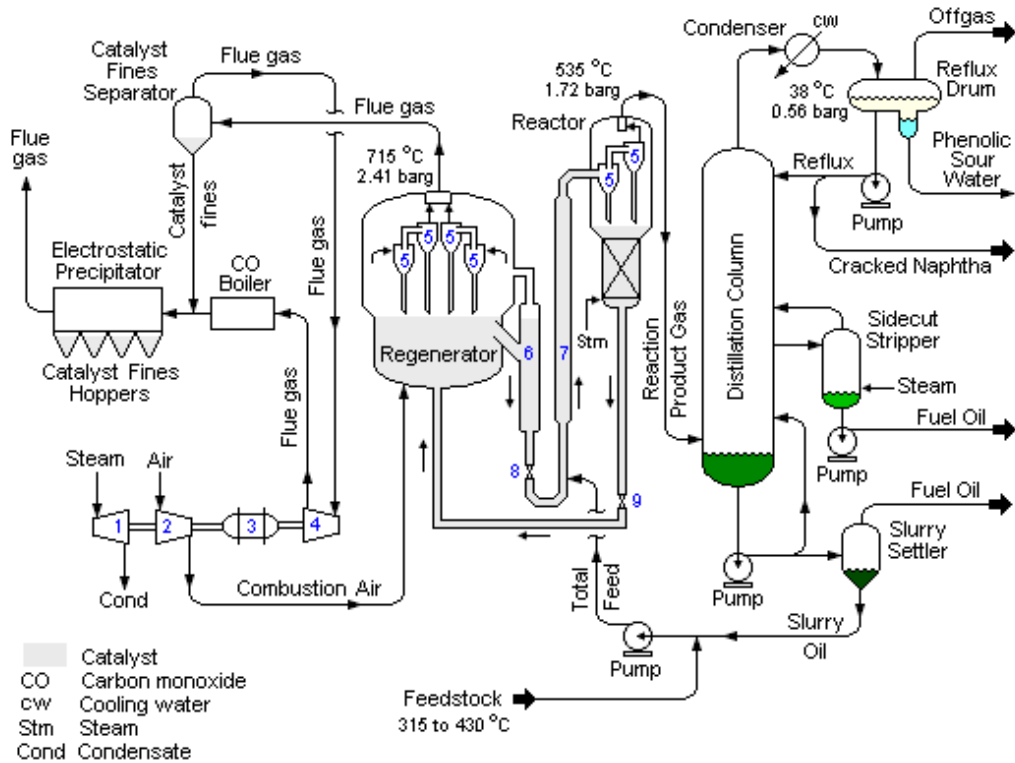 Catalyst
Fines
Separator
Flue gas
Flue gas
Flue
gas
Catalyst
fines
Flue gas
Electrostatic
Precipitator
CO
Boiler
Catalyst Fines
Hoppers
Flue gas
Steam
Air
1
2
3
4
Cond
Combustion Air
715 °C
2.41 barg
5
5
5
5
Regenerator
6
7
8
9
535 °C
1.72 barg
Reactor
5
5
Stm
Reaction
Product Gas
Total
Feed
Pump
Feedstock
315 to 430 °C
Slurry
Oil
Condenser
CW
38 °C
0.56 barg
Offgas
Reflux
Drum
Phenolic
Sour
Water
Reflux
Pump
Cracked Naphtha
Distillation Column
Sidecut
Stripper
Steam
Fuel Oil
Pump
Fuel Oil
Slurry
Settler
Pump
Catalyst
CO Carbon monoxide
CW Cooling water
Stm Steam
Cond Condensate